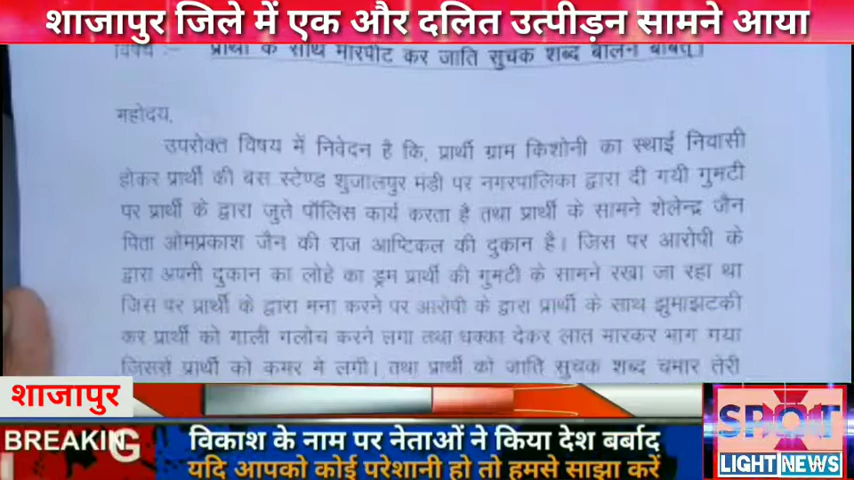 शाजापुर जिले में एक और दलित उत्पीड़न सामने आया
विषय :- प्रार्थी के साथ मारपीट कर जाति सुचक शब्द बोलने बाबत्।
महोदय,
उपरोक्त विषय में निवेदन है कि, प्रार्थी ग्राम किशोनी का स्थाई निवासी
होकर प्रार्थी की बस स्टेण्ड शुजालपुर मंडी पर नगरपालिका द्वारा दी गयी गुमटी
पर प्रार्थी के द्वारा जुते पॉलिस कार्य करता है तथा प्रार्थी के सामने शेलेन्द्र जैन
पिता ओमप्रकाश जैन की राज आप्टिकल की दुकान है। जिस पर आरोपी के
द्वारा अपनी दुकान का लोहे का ड्रम प्रार्थी की गुमटी के सामने रखा जा रहा था
जिस पर प्रार्थी के द्वारा मना करने पर आरोपी के द्वारा प्रार्थी के साथ झुमाझटकी
कर प्रार्थी को गाली गलोच करने लगा तथा धक्का देकर लात मारकर भाग गया
जिससे प्रार्थी को कमर मे लगी। तथा प्रार्थी को जाति सुचक शब्द चमार तेरी
शाजापुर
BREAKING
विकाश के नाम पर नेताओं ने किया देश बर्बाद
यदि आपको कोई परेशानी हो तो हमसे साझा करें
SPOT
LIGHT NEWS